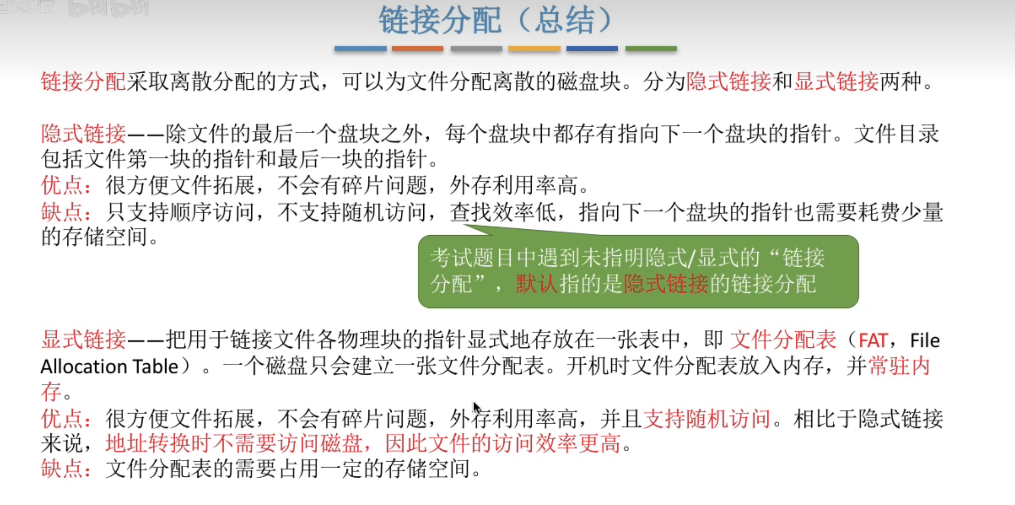 链接分配（总结）
链接分配采取离散分配的方式，可以为文件分配离散的磁盘块。分为隐式链接和显式链接两种。
隐式链接——除文件的最后一个盘块之外，每个盘块中都存有指向下一个盘块的指针。文件目录
包括文件第一块的指针和最后一块的指针。
优点：很方便文件拓展，不会有碎片问题，外存利用率高。
缺点：只支持顺序访问，不支持随机访问，查找效率低，指向下一个盘块的指针也需要耗费少量
的存储空间。
考试题目中遇到未指明隐式/显式的“链接
分配”，默认指的是隐式链接的链接分配
显式链接——把用于链接文件各物理块的指针显式地存放在一张表中，即 文件分配表（FAT，File
Allocation Table）。一个磁盘只会建立一张文件分配表。开机时文件分配表放入内存，并常驻内
存。
优点：很方便文件拓展，不会有碎片问题，外存利用率高，并且支持随机访问。相比于隐式链接
来说，地址转换时不需要访问磁盘，因此文件的访问效率更高。
缺点：文件分配表的需要占用一定的存储空间。